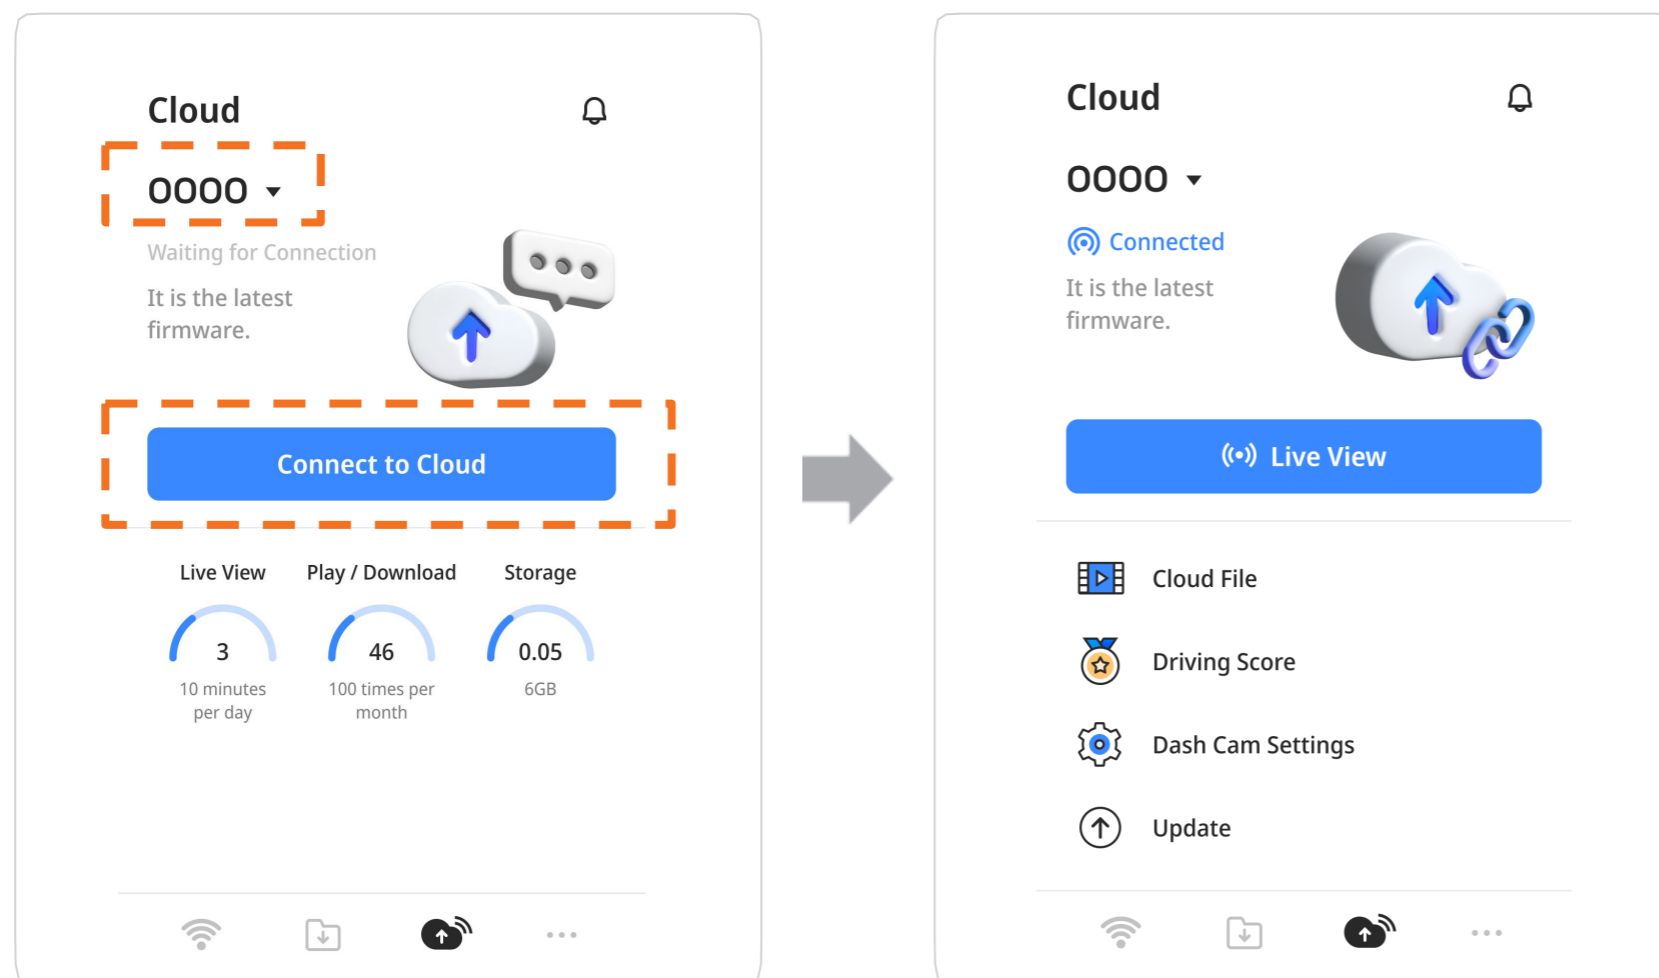 Cloud
OOOO
Waiting for Connection
It is the latest
firmware.
Connect to Cloud
Live View
Play / Download
Storage
3
46
0.05
10 minutes
per day
100 times per
month
6GB
Cloud
OOOO
Connected
It is the latest
firmware.
Live View
Cloud File
Driving Score
Dash Cam Settings
Update